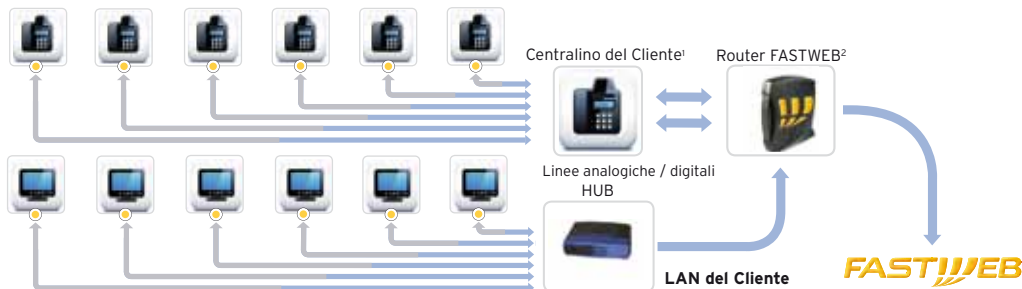 Centralino del Cliente¹
Router FASTWEB²
Linee analogiche / digitali
HUB
LAN del Cliente
FASTWEB